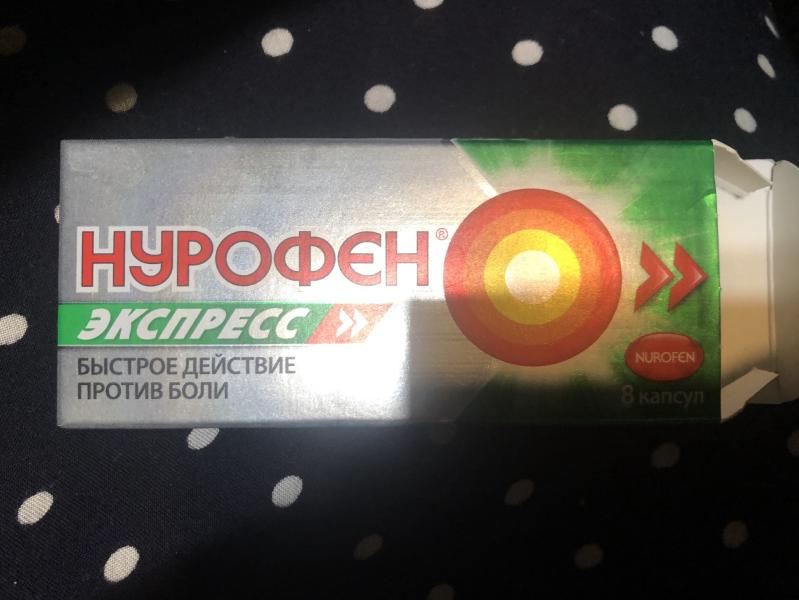 НУРОФЕН®
ЭКСПРЕСС
БЫСТРОЕ ДЕЙСТВИЕ
ПРОТИВ БОЛИ
NUROFEN
8 капсул